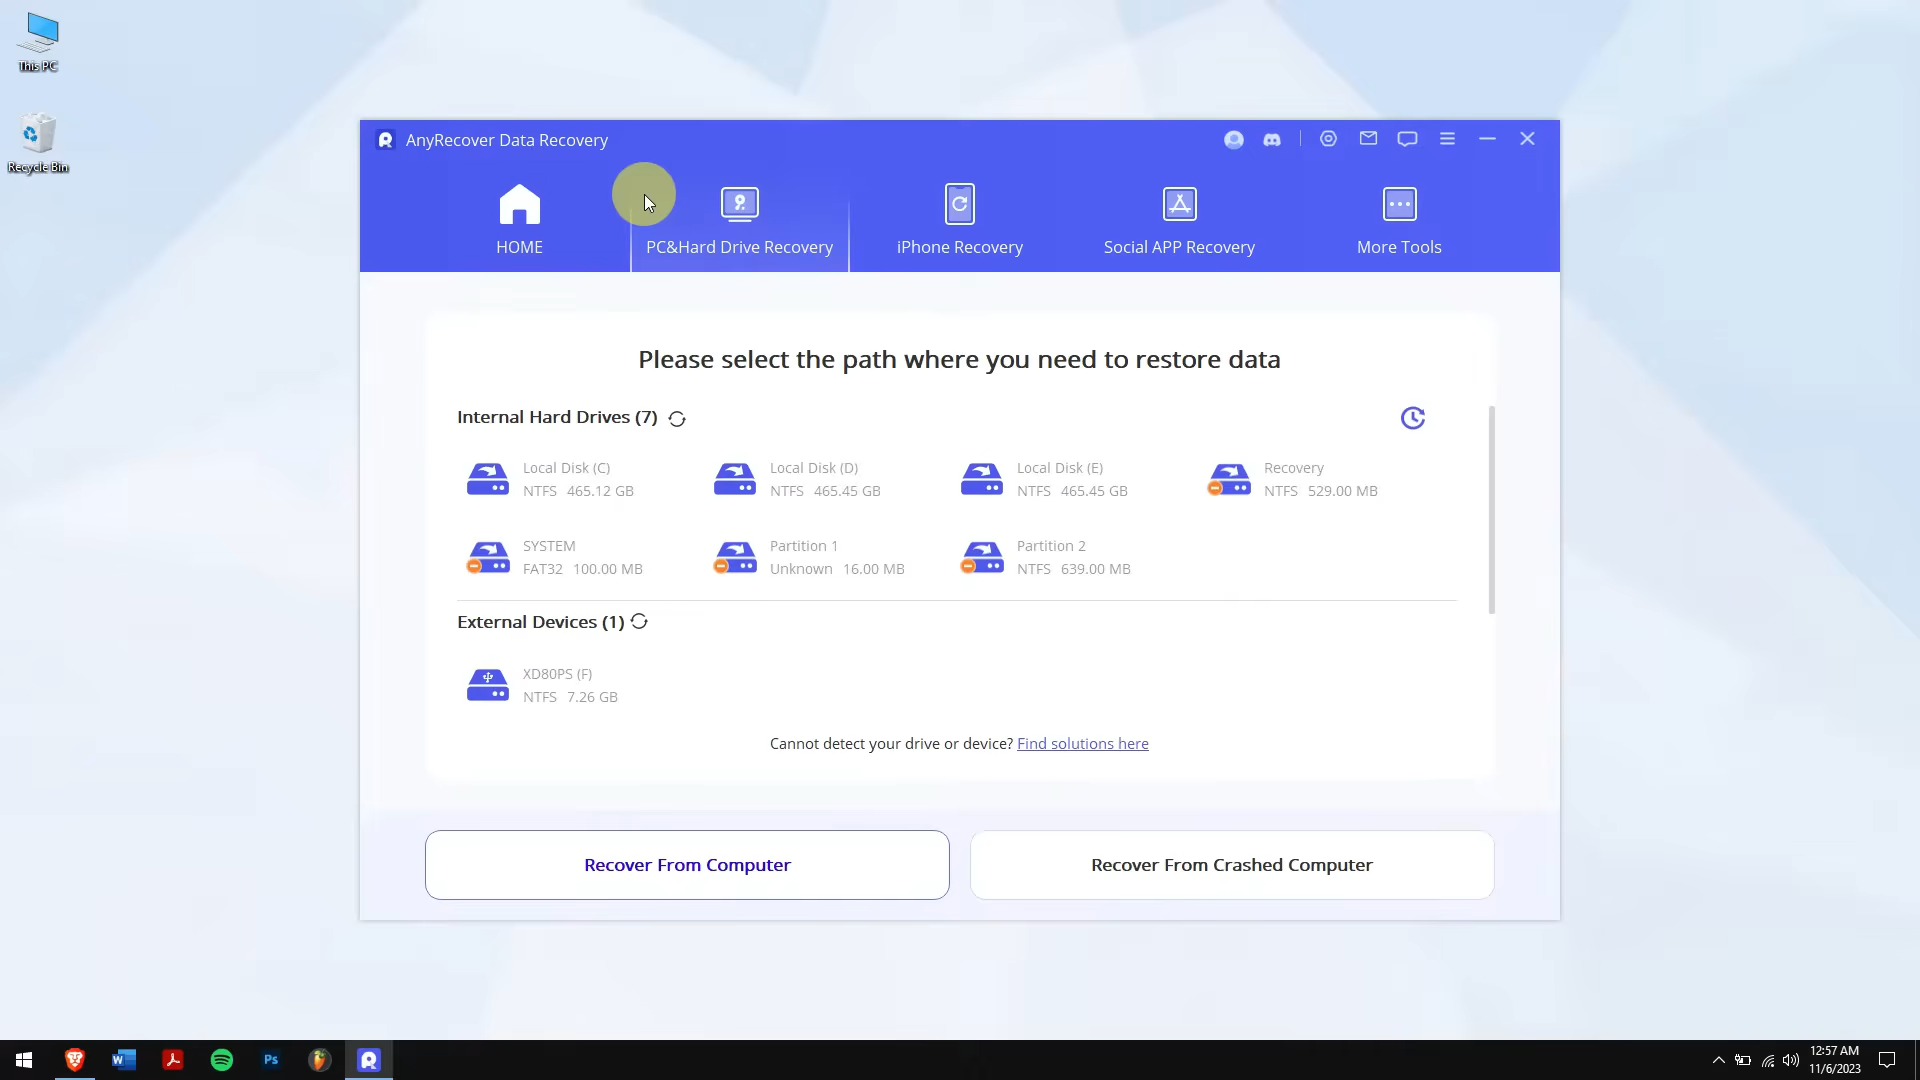 This PC
Recycle Bin
AnyRecover Data Recovery
HOME
PC&Hard Drive Recovery
iPhone Recovery
Social APP Recovery
More Tools
Please select the path where you need to restore data
Internal Hard Drives (7)
Local Disk (C)
NTFS 465.12 GB
Local Disk (D)
NTFS 465.45 GB
Local Disk (E)
NTFS 465.45 GB
Recovery
NTFS 529.00 MB
SYSTEM
FAT32 100.00 MB
Partition 1
Unknown 16.00 MB
Partition 2
NTFS 639.00 MB
External Devices (1)
XD80PS (F)
NTFS 7.26 GB
Cannot detect your drive or device? Find solutions here
Recover From Computer
Recover From Crashed Computer
W
Ps
12:57 AM
11/6/2023